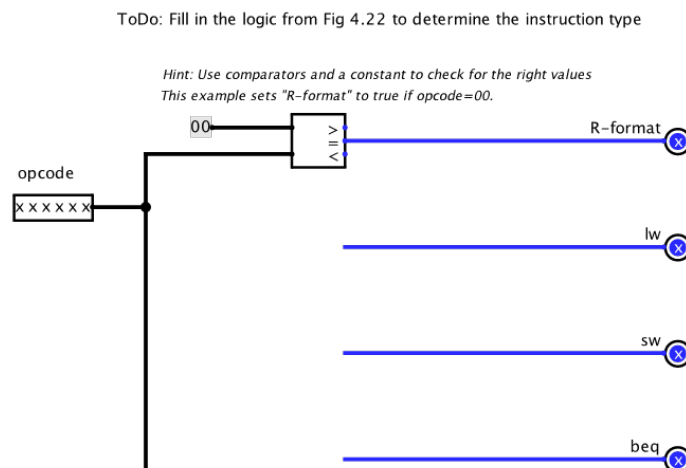 ToDo: Fill in the logic from Fig 4.22 to determine the instruction type
Hint: Use comparators and a constant to check for the right values
This example sets "R-format" to true if opcode=00.
00
>
=
<
R-format
x
opcode
x x x x x x
lw
x
sw
x
beq
x